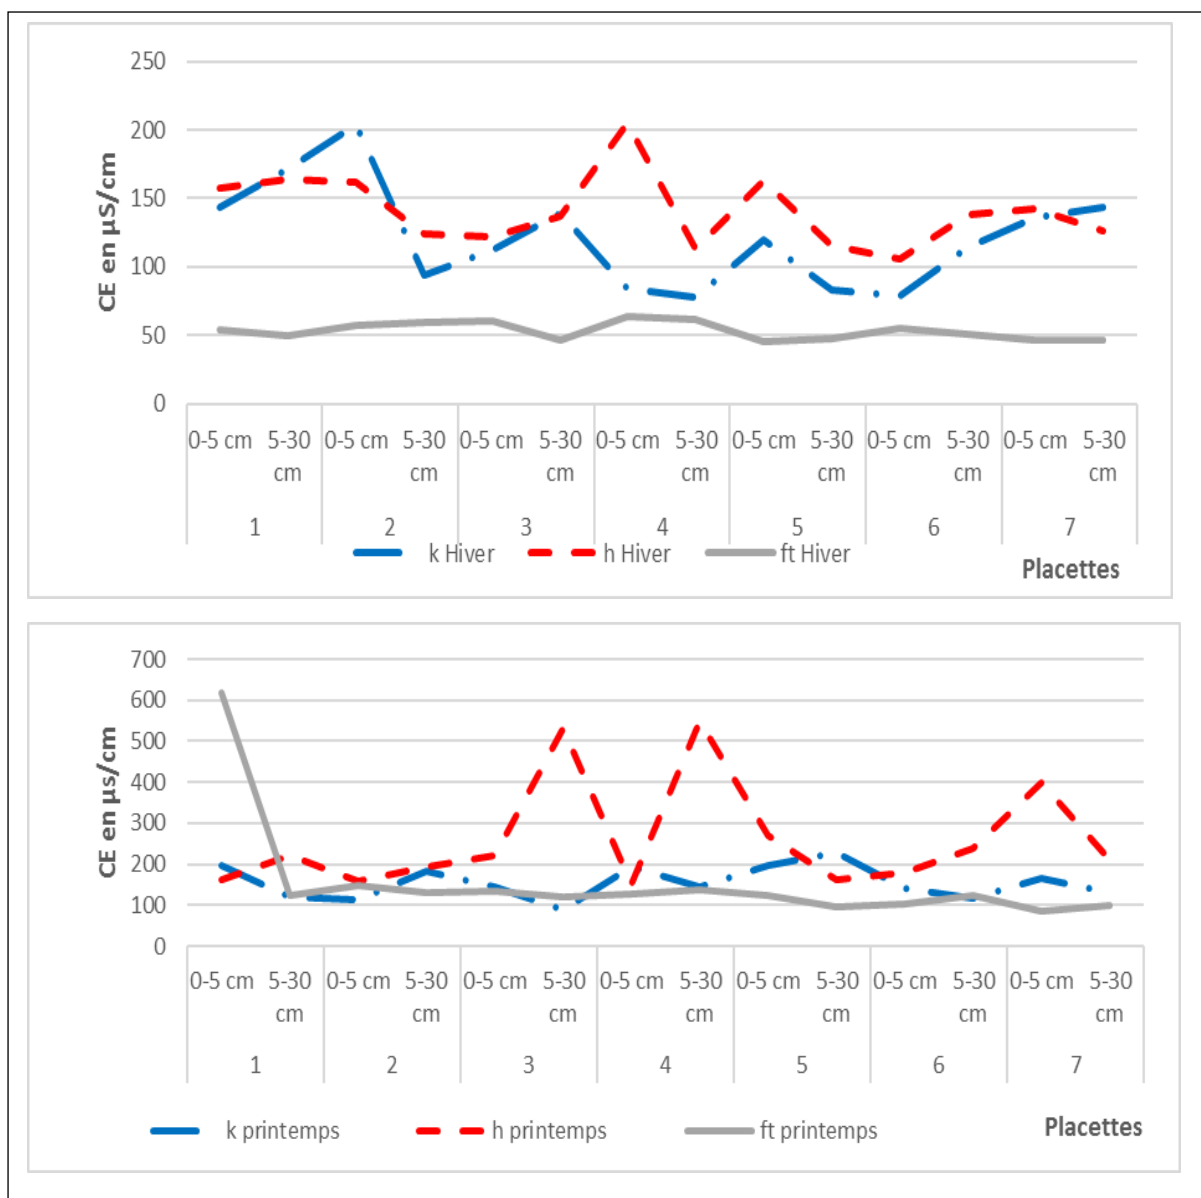 250
200
150
100
50
0
CE en µS/cm
0-5 cm 5-30 0-5 cm 5-30 0-5 cm 5-30 0-5 cm 5-30 0-5 cm 5-30 0-5 cm 5-30 0-5 cm 5-30
cm cm cm cm cm cm cm
1 2 3 4 5 6 7
k Hiver h Hiver ft Hiver
Placettes
700
600
500
400
300
200
100
0
CE en µs/cm
0-5 cm 5-30 0-5 cm 5-30 0-5 cm 5-30 0-5 cm 5-30 0-5 cm 5-30 0-5 cm 5-30 0-5 cm 5-30
cm cm cm cm cm cm cm
1 2 3 4 5 6 7
k printemps h printemps ft printemps Placettes